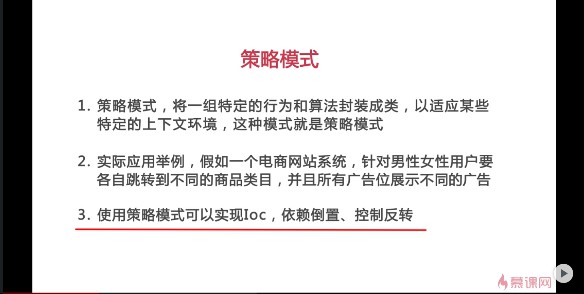 策略模式
1. 策略模式，将一组特定的行为和算法封装成类，以适应某些
特定的上下文环境，这种模式就是策略模式
2. 实际应用举例，假如一个电商网站系统，针对男性女性用户要
各自跳转到不同的商品类目，并且所有广告位展示不同的广告
3. 使用策略模式可以实现Ioc，依赖倒置、控制反转
慕课网